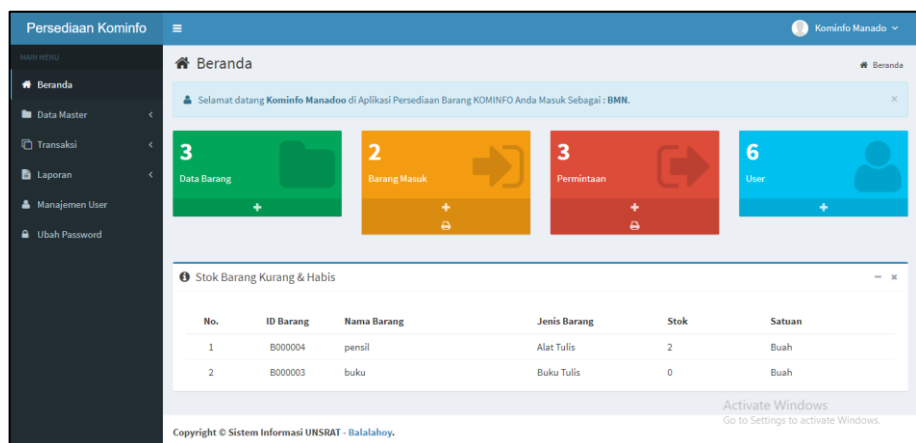 Persediaan Kominfo
Kominfo Manado
MAIN MENU
Beranda
Data Master
Transaksi
Laporan
Manajemen User
Ubah Password
Beranda
Beranda
Selamat datang Kominfo Manadoo di Aplikasi Persediaan Barang KOMINFO Anda Masuk Sebagai : BMN.
×
3
Data Barang
2
Barang Masuk
3
Permintaan
6
User
Stok Barang Kurang & Habis
No. ID Barang Nama Barang Jenis Barang Stok Satuan
1 B000004 pensil Alat Tulis 2 Buah
2 B000003 buku Buku Tulis 0 Buah
Activate Windows
Go to Settings to activate Windows.
Copyright © Sistem Informasi UNSRAT - Balalahoy.